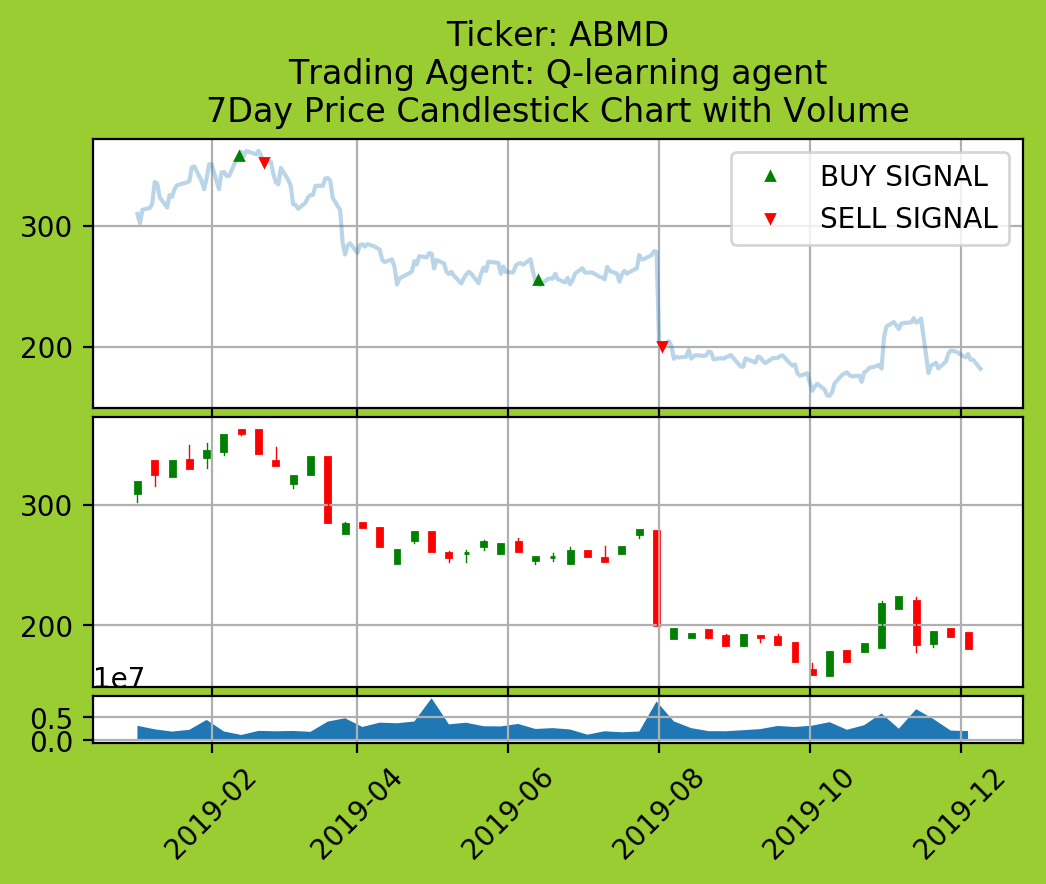 Ticker: ABMD
Trading Agent: Q-learning agent
7Day Price Candlestick Chart with Volume
BUY SIGNAL
SELL SIGNAL
300
200
300
200
1e7
0.5
0.0
2019-02
2019-04
2019-06
2019-08
2019-10
2019-12